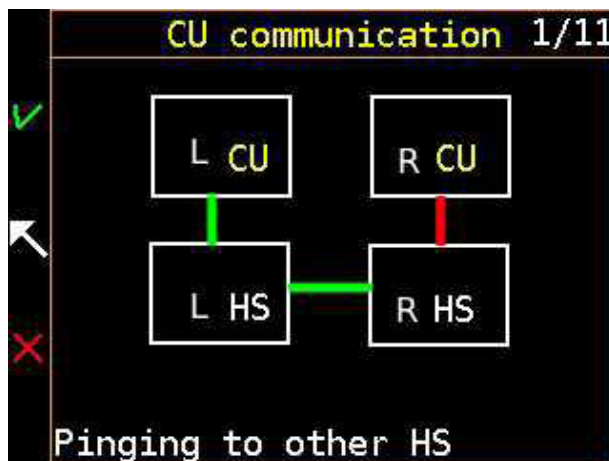 CU communication 1/11
L CU
R CU
L HS
R HS
Pinging to other HS